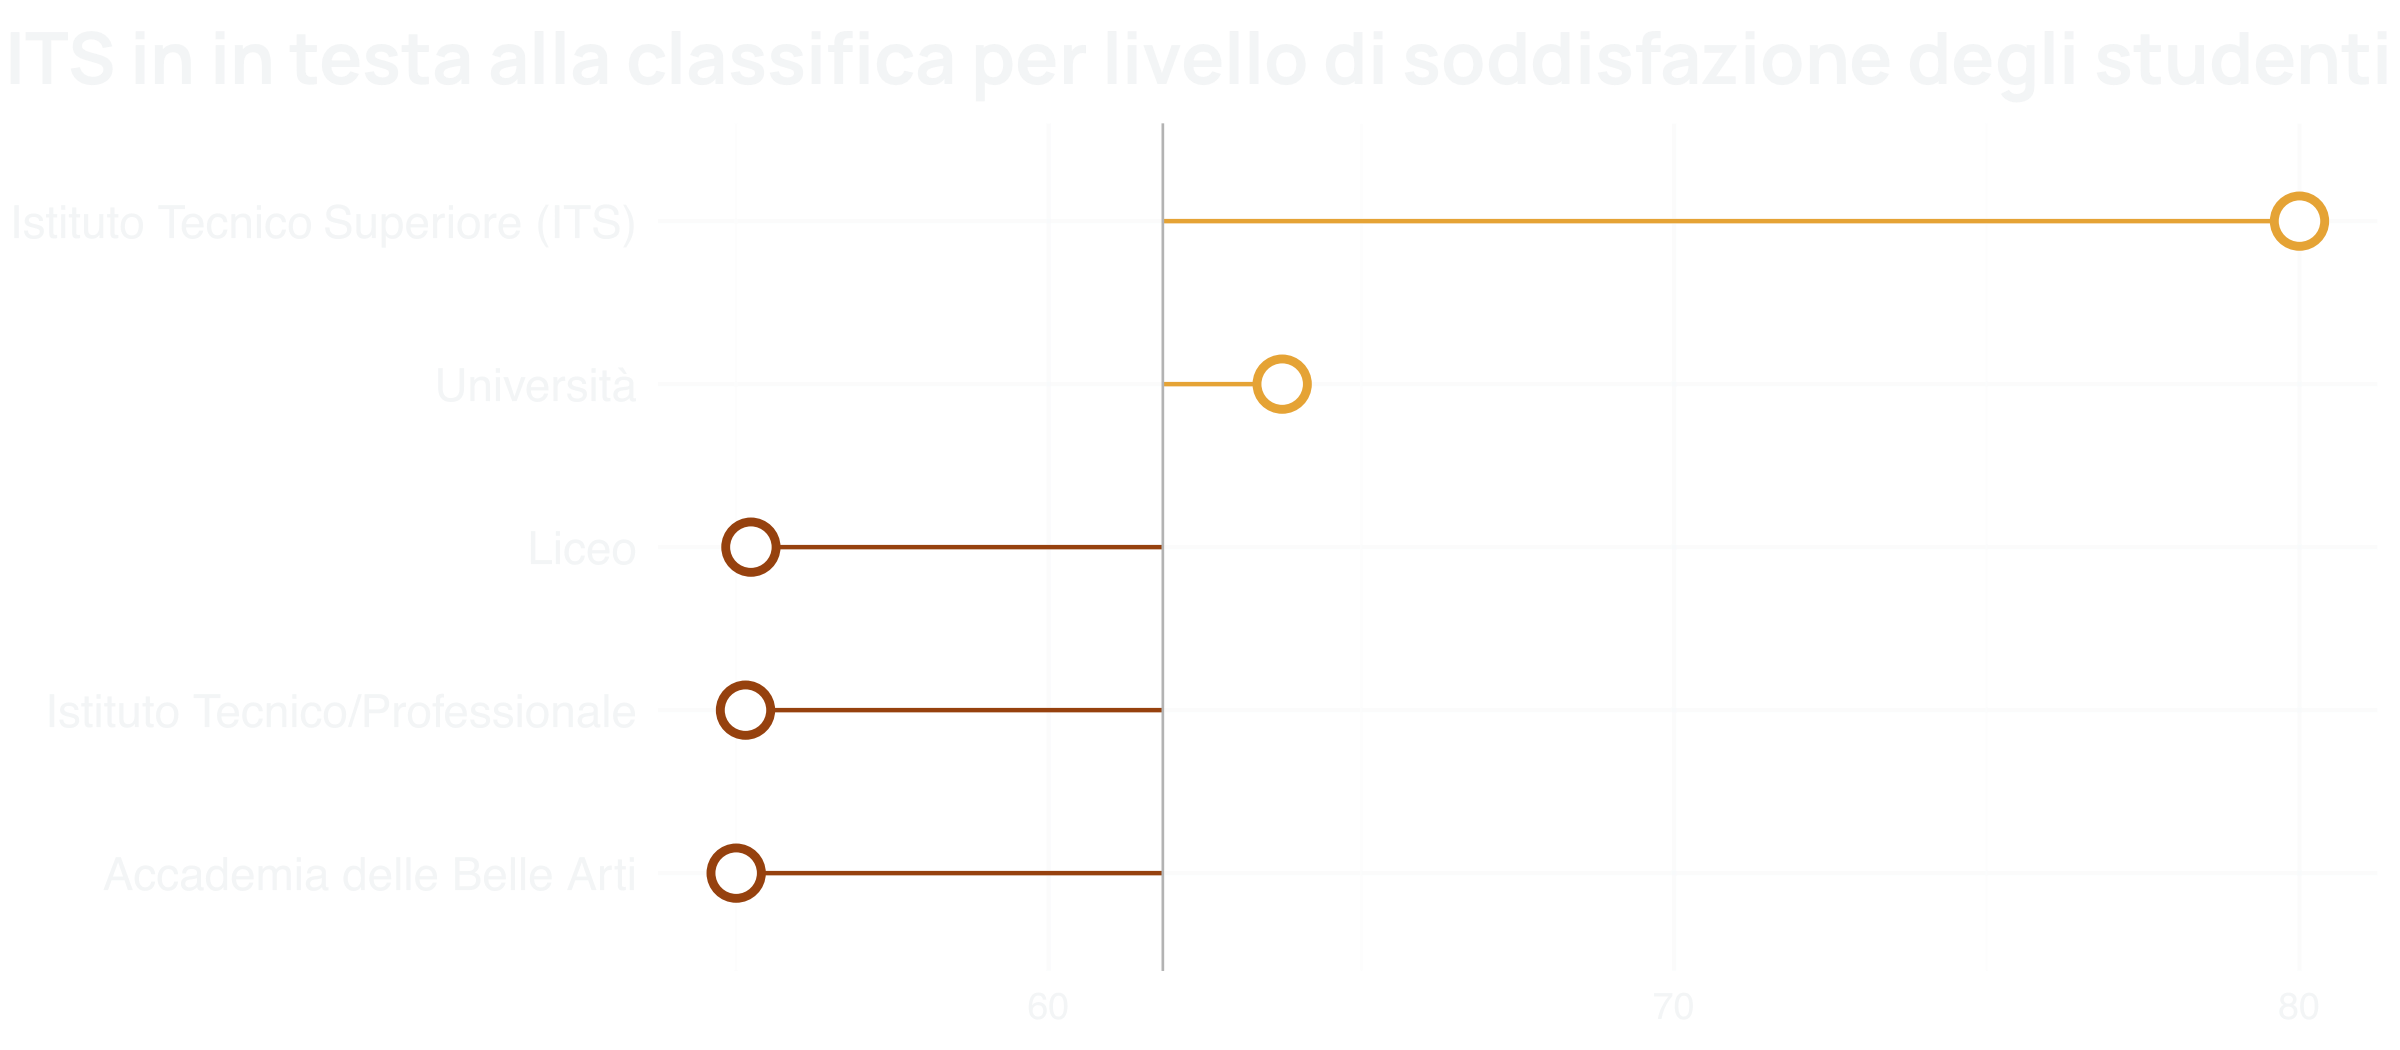 ITS in in testa alla classifica per livello di soddisfazione degli studenti
Istituto Tecnico Superiore (ITS)
Università
Liceo
Istituto Tecnico/Professionale
Accademia delle Belle Arti
60 70 80